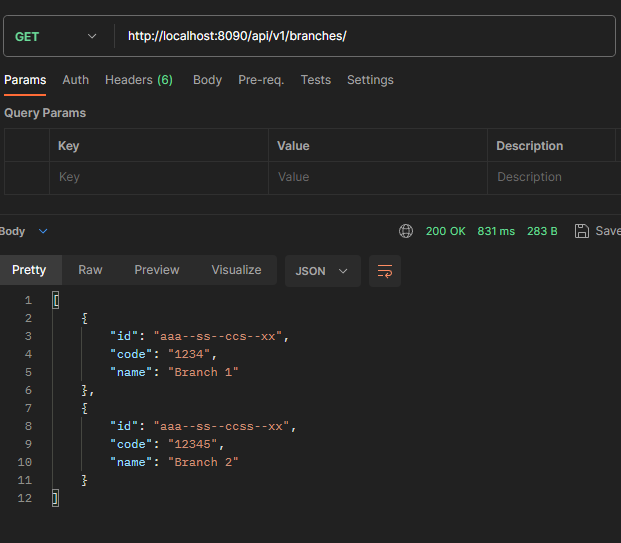 GET http://localhost:8090/api/v1/branches/
Params Auth Headers (6) Body Pre-req. Tests Settings
Query Params
Key Value Description
Key Value Description
Body 200 OK 831 ms 283 B Save
Pretty Raw Preview Visualize JSON
1 [
2 {
3 "id": "aaa--ss--ccs--xx",
4 "code": "1234",
5 "name": "Branch 1"
6 },
7 {
8 "id": "aaa--ss--ccss--xx",
9 "code": "12345",
10 "name": "Branch 2"
11 }
12 ]